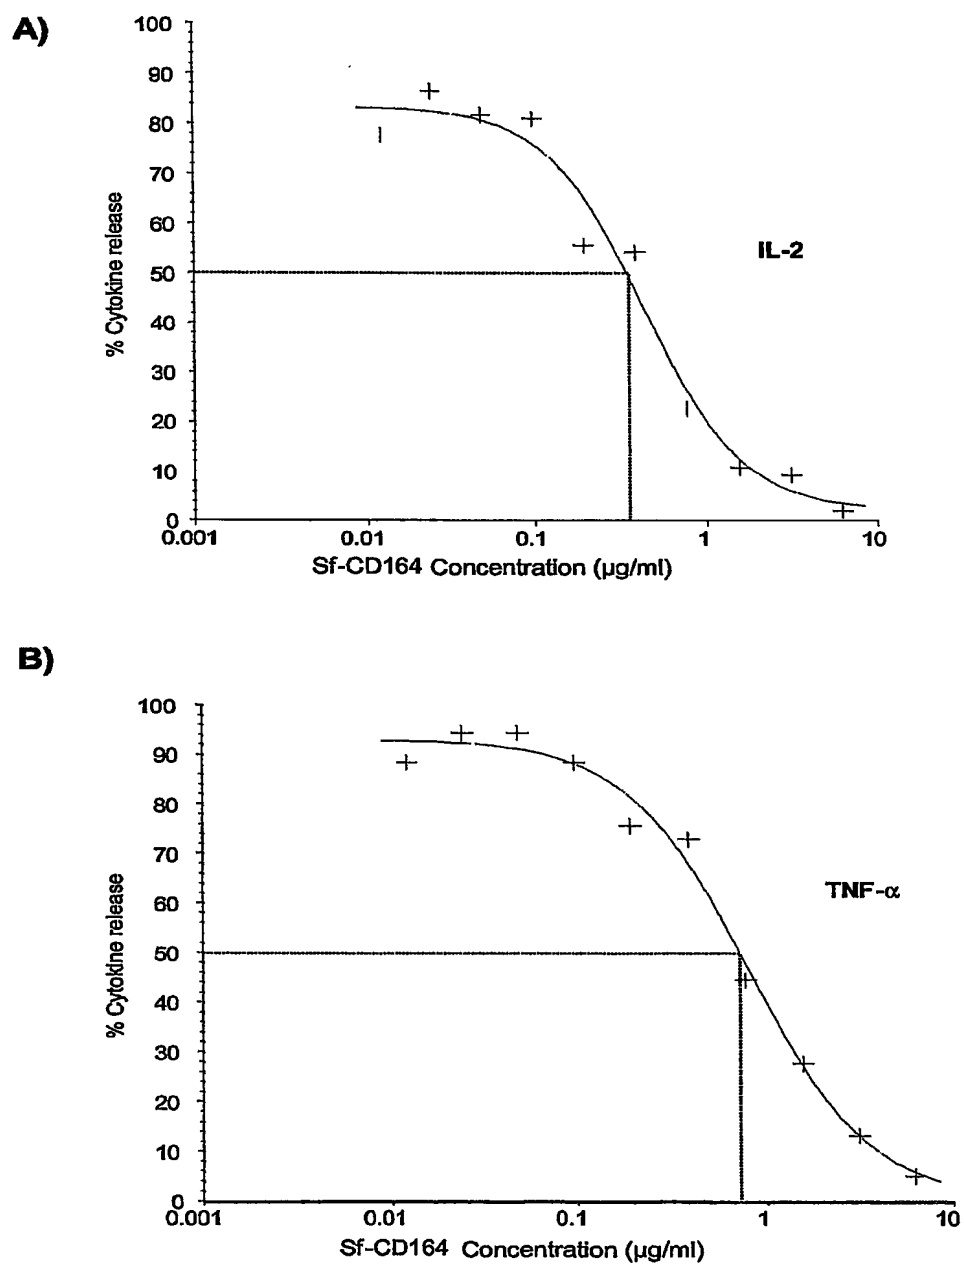 A)
100
90
80
70
60
50
40
30
20
10
0
% Cytokine release
IL-2
0.001 0.01 0.1 1 10
Sf-CD164 Concentration (µg/ml)
B)
100
90
80
70
60
50
40
30
20
10
0
% Cytokine release
TNF-α
0.001 0.01 0.1 1 10
Sf-CD164 Concentration (µg/ml)